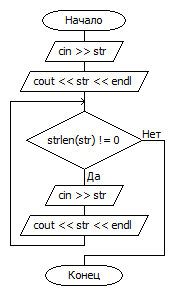 Начало
cin >> str
cout << str << endl
strlen(str) != 0
Нет
Да
cin >> str
cout << str << endl
Конец